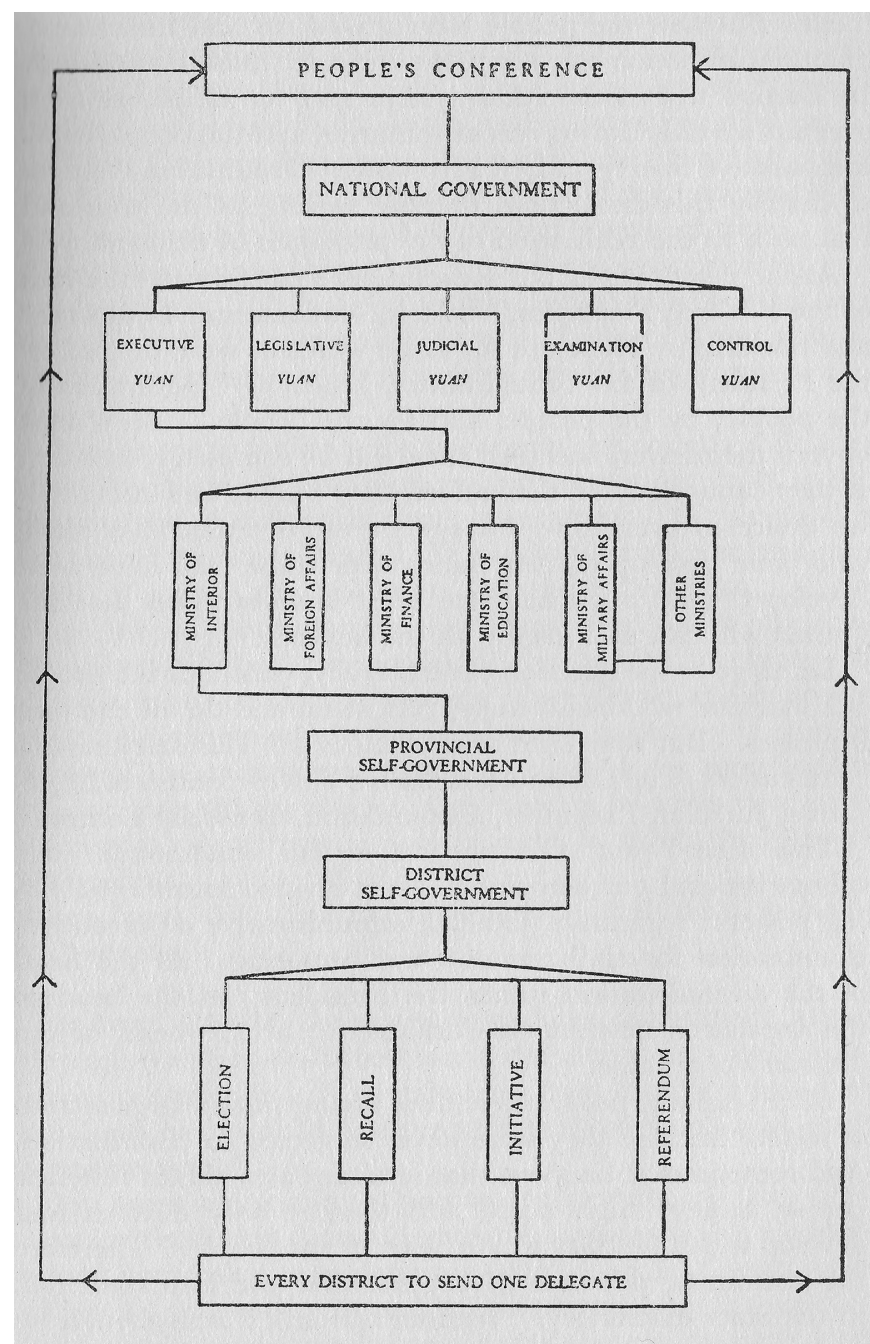 PEOPLE'S CONFERENCE
NATIONAL GOVERNMENT
EXECUTIVE
YUAN
LEGISLATIVE
YUAN
JUDICIAL
YUAN
EXAMINATION
YUAN
CONTROL
YUAN
MINISTRY OF
INTERIOR
MINISTRY OF
FOREIGN AFFAIRS
MINISTRY OF
FINANCE
MINISTRY OF
EDUCATION
MINISTRY OF
MILITARY AFFAIRS
OTHER
MINISTRIES
PROVINCIAL
SELF-GOVERNMENT
DISTRICT
SELF-GOVERNMENT
ELECTION
RECALL
INITIATIVE
REFERENDUM
EVERY DISTRICT TO SEND ONE DELEGATE